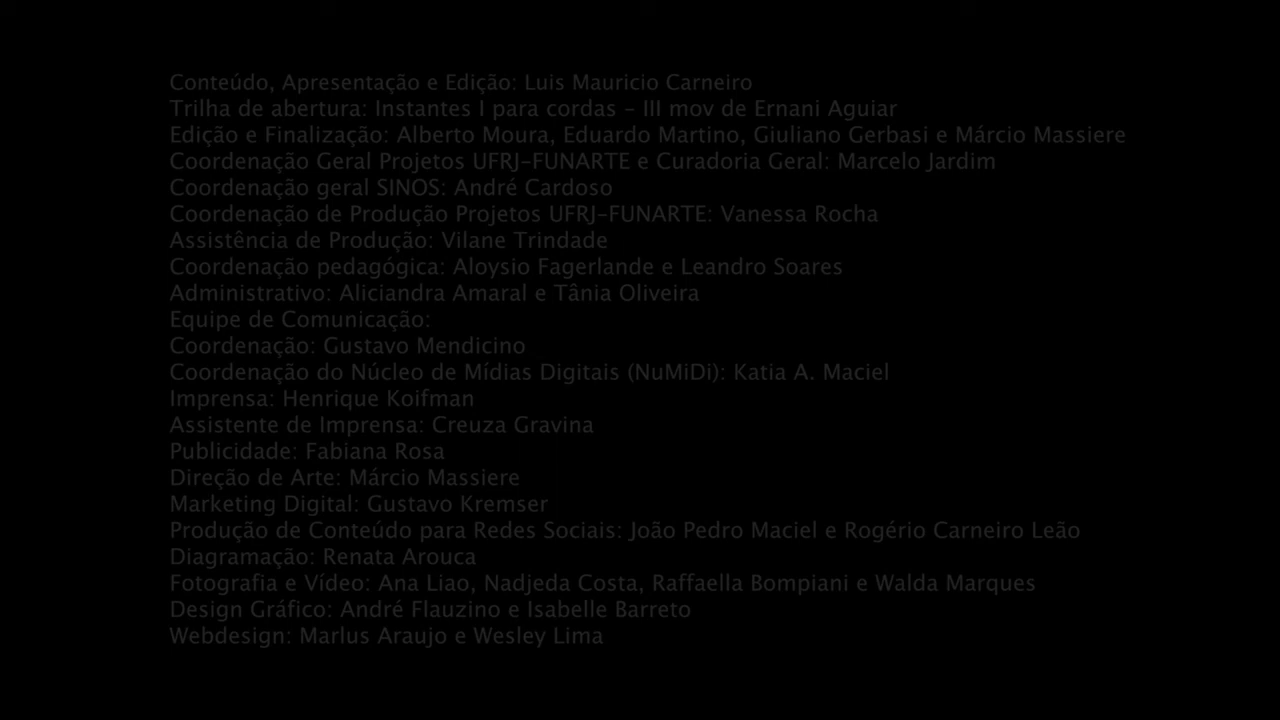 Conteúdo, Apresentação e Edição: Luis Mauricio Carneiro
Trilha de abertura: Instantes I para cordas – III mov de Ernani Aguiar
Edição e Finalização: Alberto Moura, Eduardo Martino, Giuliano Gerbasi e Márcio Massiere
Coordenação Geral Projetos UFRJ-FUNARTE e Curadoria Geral: Marcelo Jardim
Coordenação geral SINOS: André Cardoso
Coordenação de Produção Projetos UFRJ-FUNARTE: Vanessa Rocha
Assistência de Produção: Vilane Trindade
Coordenação pedagógica: Aloysio Fagerlande e Leandro Soares
Administrativo: Aliciandra Amaral e Tânia Oliveira
Equipe de Comunicação:
Coordenação: Gustavo Mendicino
Coordenação do Núcleo de Mídias Digitais (NuMiDi): Katia A. Maciel
Imprensa: Henrique Koifman
Assistente de Imprensa: Creuza Gravina
Publicidade: Fabiana Rosa
Direção de Arte: Márcio Massiere
Marketing Digital: Gustavo Kremser
Produção de Conteúdo para Redes Sociais: João Pedro Maciel e Rogério Carneiro Leão
Diagramação: Renata Arouca
Fotografia e Vídeo: Ana Liao, Nadjeda Costa, Raffaella Bompiani e Walda Marques
Design Gráfico: André Flauzino e Isabelle Barreto
Webdesign: Marlus Araujo e Wesley Lima